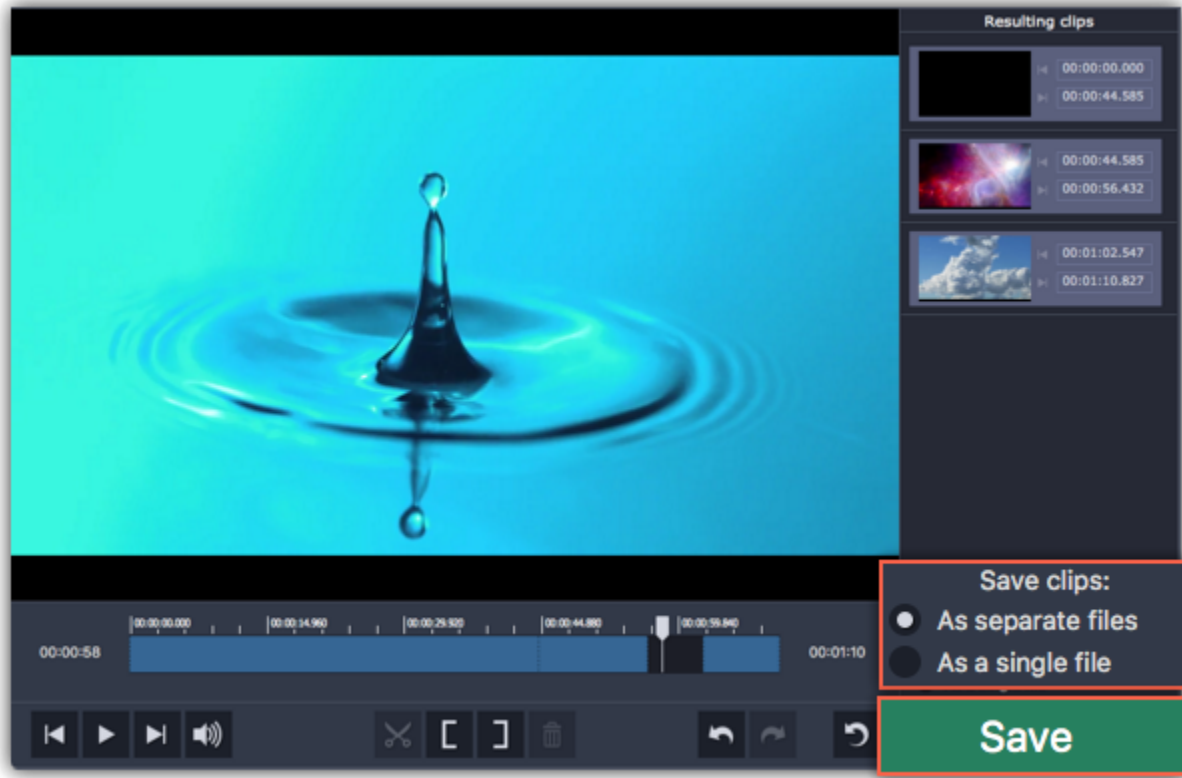 Resulting clips
00:00:00.000
00:00:44.585
00:00:44.585
00:00:56.432
00:01:02.547
00:01:10.827
Save clips:
As separate files
As a single file
00:00:00.000 00:00:14.960 00:00:29.920 00:00:44.880 00:00:59.840
00:00:58 00:01:10
Save